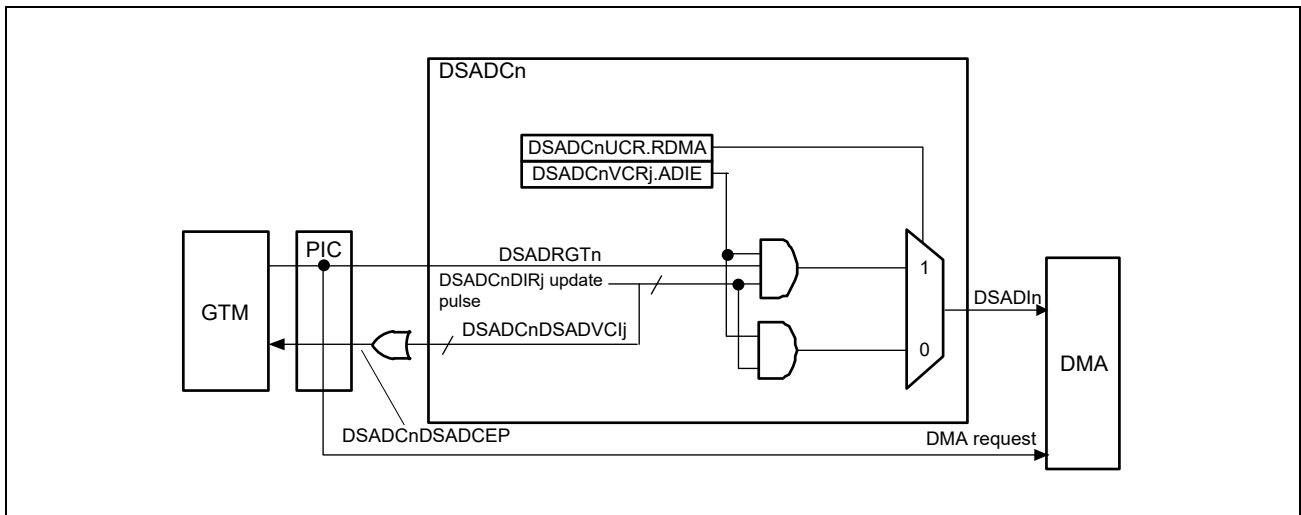 DSADCn
DSADCnUCR.RDMA
DSADCnVCRj.ADIE
PIC
DSADRGTn
1
DSADCnDIRj update
pulse
DSADIn
GTM
DSADCnDSADVCIj
0
DMA
DSADCnDSADCEP
DMA request